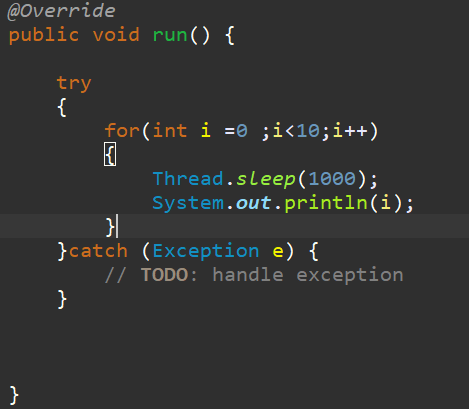 @Override
public void run() {
try
{
for(int i =0 ;i<10;i++)
{
Thread.sleep(1000);
System.out.println(i);
}
}catch (Exception e) {
// TODO: handle exception
}
}